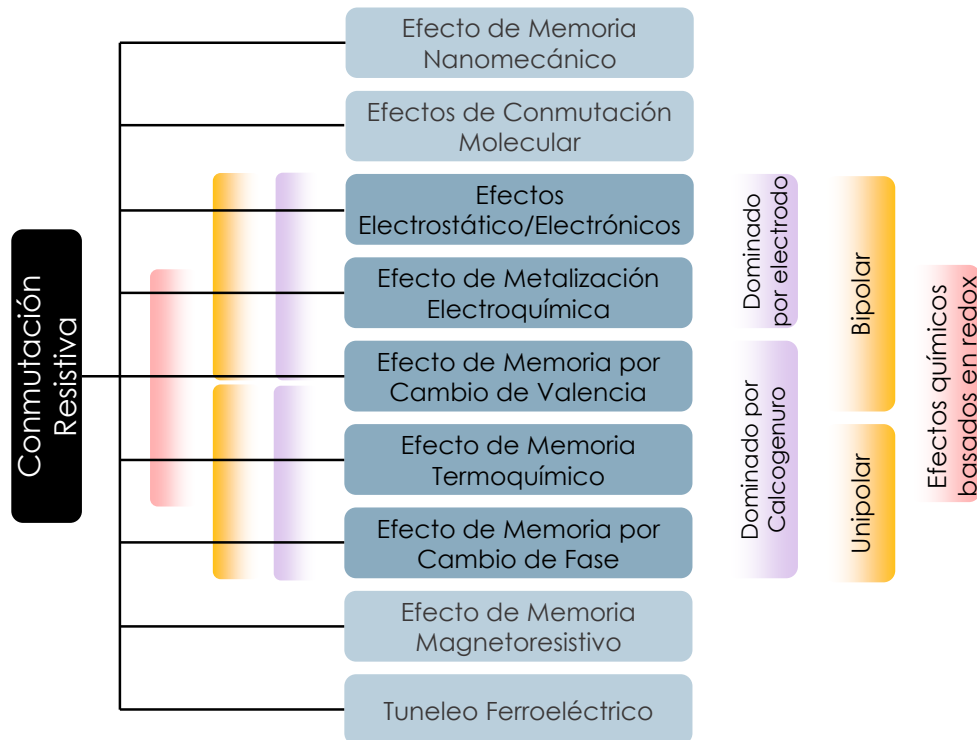 Conmutación
Resistiva
Efecto de Memoria
Nanomecánico
Efectos de Conmutación
Molecular
Efectos
Electrostático/Electrónicos
Efecto de Metalización
Electroquímica
Efecto de Memoria por
Cambio de Valencia
Efecto de Memoria
Termoquímico
Efecto de Memoria por
Cambio de Fase
Efecto de Memoria
Magnetoresistivo
Tuneleo Ferroeléctrico
Dominado
por electrodo
Dominado por
Calcogenuro
Bipolar
Unipolar
Efectos químicos
basados en redox